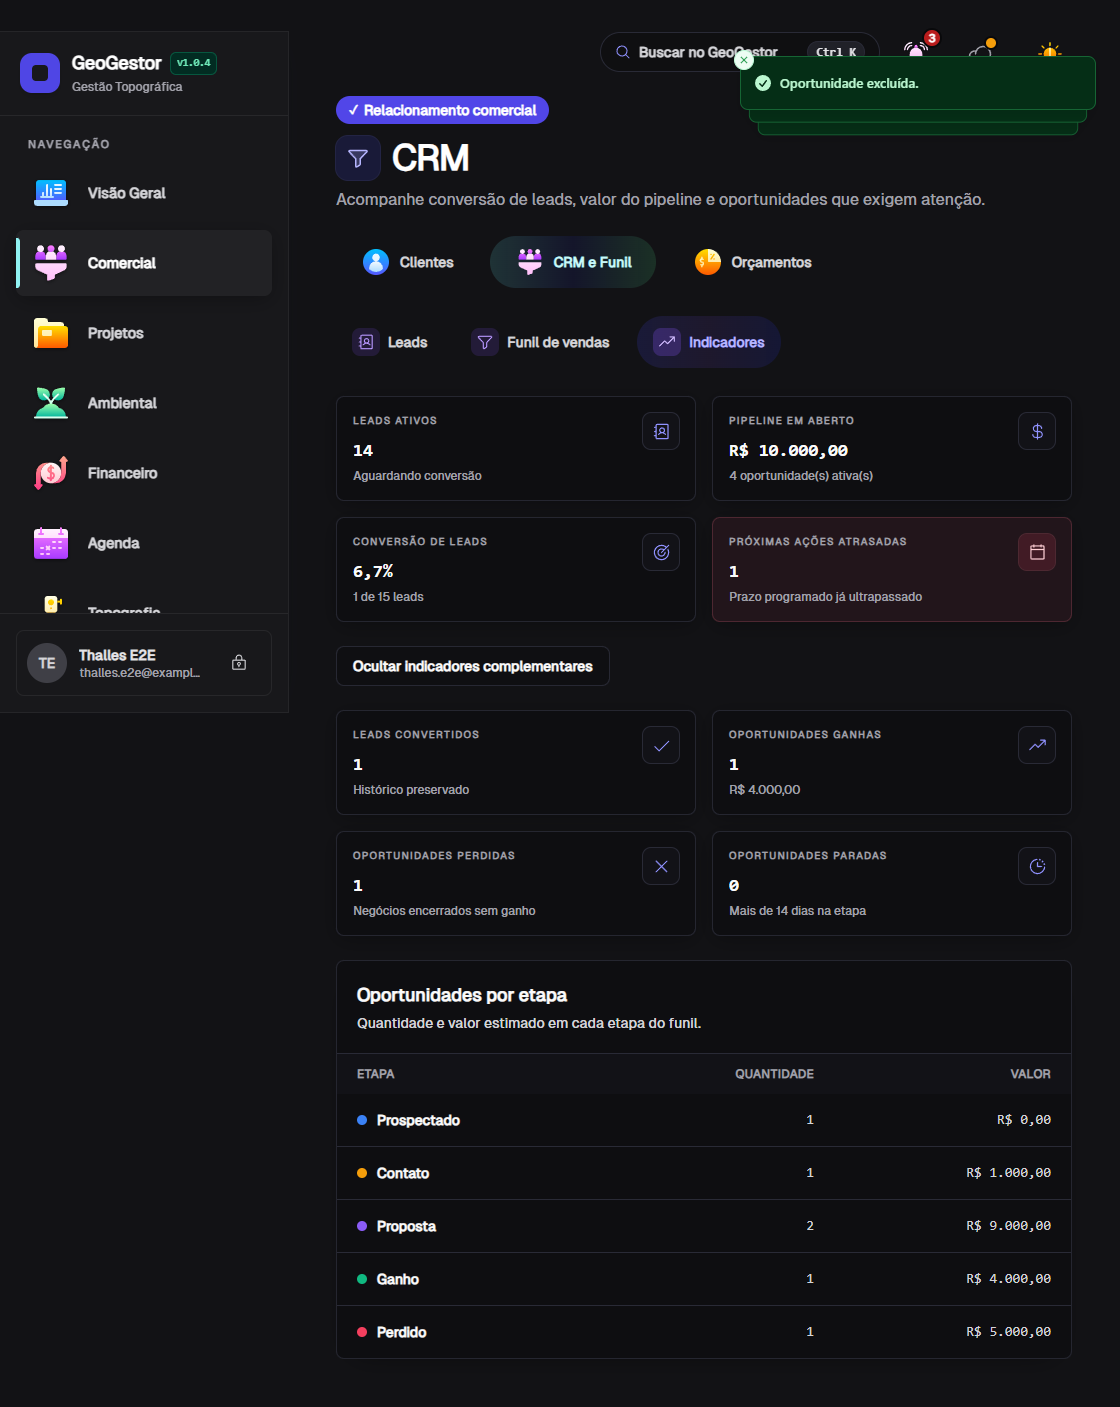 GeoGestor v1.0.4
Gestão Topográfica
NAVEGAÇÃO
Visão Geral
Comercial
Projetos
Ambiental
Financeiro
Agenda
Topografia
TE
Thalles E2E
thalles.e2e@exampl...
Buscar no GeoGestor
Ctrl K
3
Oportunidade excluída.
✓ Relacionamento comercial
CRM
Acompanhe conversão de leads, valor do pipeline e oportunidades que exigem atenção.
Clientes
CRM e Funil
Orçamentos
Leads
Funil de vendas
Indicadores
LEADS ATIVOS
14
Aguardando conversão
PIPELINE EM ABERTO
R$ 10.000,00
4 oportunidade(s) ativa(s)
CONVERSÃO DE LEADS
6,7%
1 de 15 leads
PRÓXIMAS AÇÕES ATRASADAS
1
Prazo programado já ultrapassado
Ocultar indicadores complementares
LEADS CONVERTIDOS
1
Histórico preservado
OPORTUNIDADES GANHAS
1
R$ 4.000,00
OPORTUNIDADES PERDIDAS
1
Negócios encerrados sem ganho
OPORTUNIDADES PARADAS
0
Mais de 14 dias na etapa
Oportunidades por etapa
Quantidade e valor estimado em cada etapa do funil.
ETAPA QUANTIDADE VALOR
Prospectado 1 R$ 0,00
Contato 1 R$ 1.000,00
Proposta 2 R$ 9.000,00
Ganho 1 R$ 4.000,00
Perdido 1 R$ 5.000,00